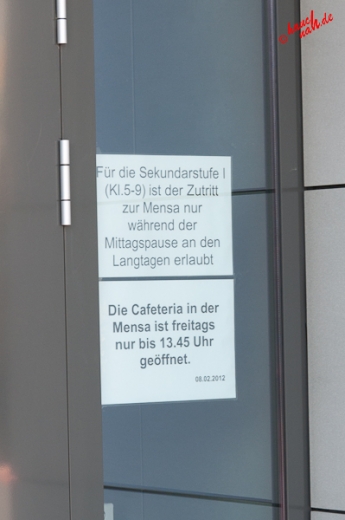 Für die Sekundarstufe I
(Kl.5-9) ist der Zutritt
zur Mensa nur
während der
Mittagspause an den
Langtagen erlaubt
Die Cafeteria in der
Mensa ist freitags
nur bis 13.45 Uhr
geöffnet.
08.02.2012